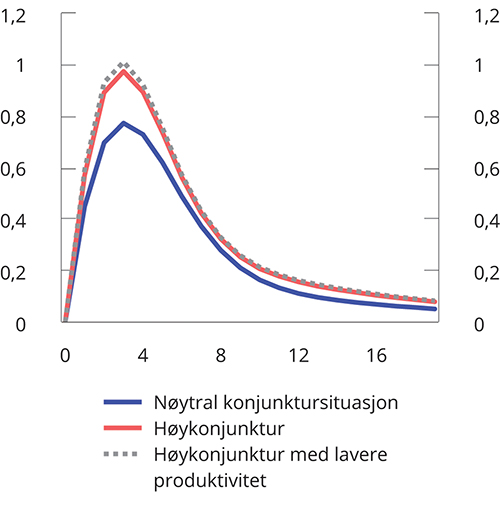 1,2 1,2
1 1
0,8 0,8
0,6 0,6
0,4 0,4
0,2 0,2
0 0
0 4 8 12 16
Nøytral konjunktursituasjon
Høykonjunktur
Høykonjunktur med lavere
produktivitet